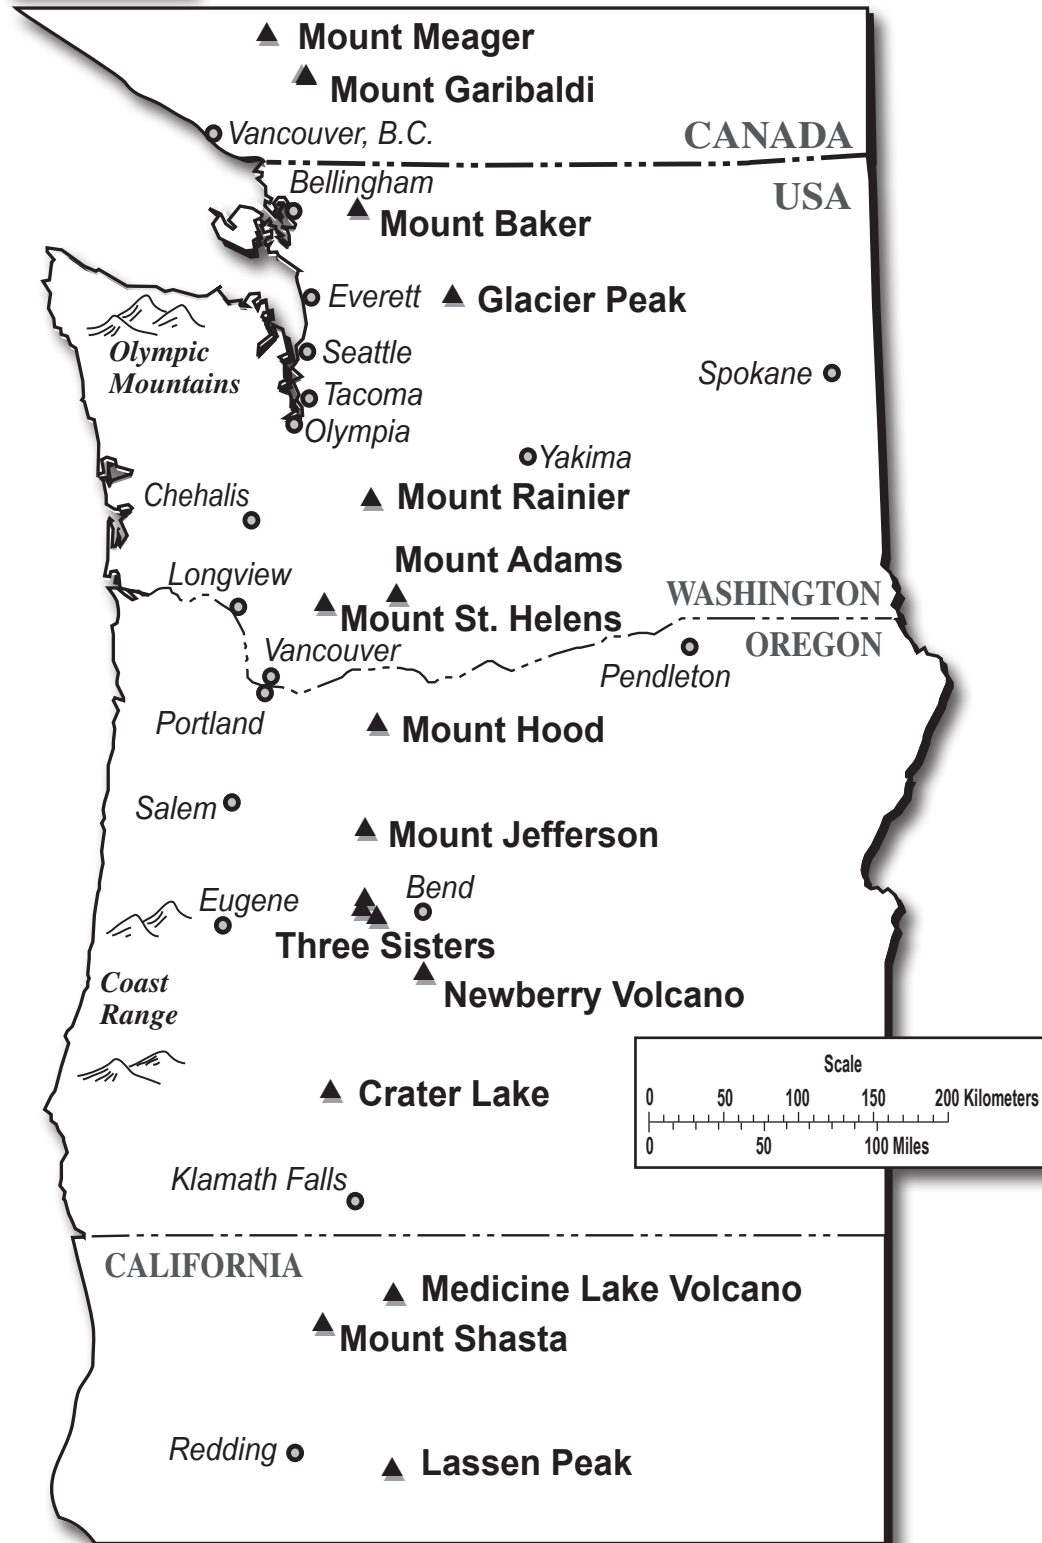 Mount Meager
Mount Garibaldi
Vancouver, B.C.
CANADA
USA
Bellingham
Mount Baker
Everett
Glacier Peak
Olympic
Mountains
Seattle
Spokane
Tacoma
Olympia
Yakima
Chehalis
Mount Rainier
Mount Adams
Longview
WASHINGTON
Mount St. Helens
OREGON
Vancouver
Pendleton
Portland
Mount Hood
Salem
Mount Jefferson
Bend
Eugene
Three Sisters
Coast
Range
Newberry Volcano
Scale
0 50 100 150 200 Kilometers
0 50 100 Miles
Crater Lake
Klamath Falls
CALIFORNIA
Medicine Lake Volcano
Mount Shasta
Redding
Lassen Peak